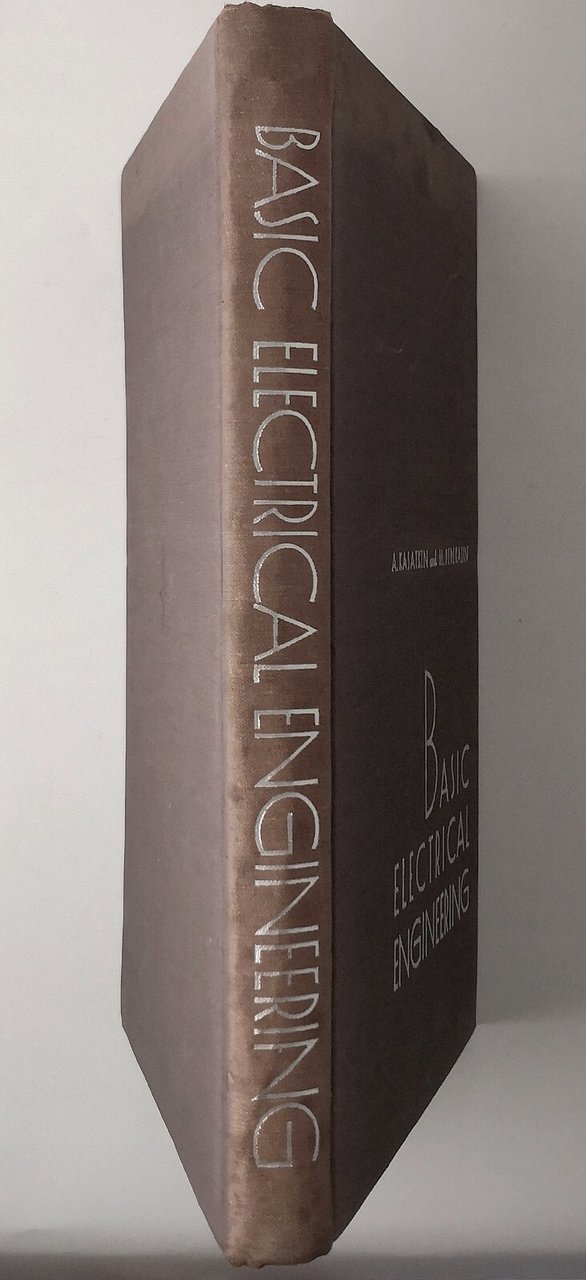 BASIC ELECTRICAL ENGINEERING
A. KASATKIN and M. PEREKALIN
BASIC
ELECTRICAL
ENGINEERING